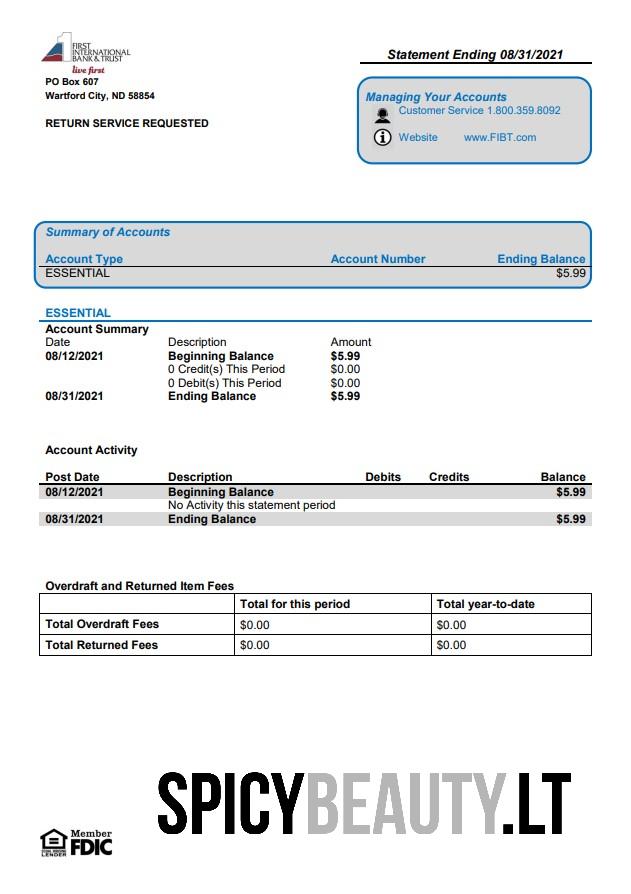 FIRST
INTERNATIONAL
BANK & TRUST
live first
PO Box 607
Wartford City, ND 58854
RETURN SERVICE REQUESTED
Statement Ending 08/31/2021
Managing Your Accounts
Customer Service 1.800.359.8092
Website www.FIBT.com
Summary of Accounts
Account Type Account Number Ending Balance
ESSENTIAL $5.99
ESSENTIAL
Account Summary
Date Description Amount
08/12/2021 Beginning Balance $5.99
0 Credit(s) This Period $0.00
0 Debit(s) This Period $0.00
08/31/2021 Ending Balance $5.99
Account Activity
Post Date Description Debits Credits Balance
08/12/2021 Beginning Balance $5.99
No Activity this statement period
08/31/2021 Ending Balance $5.99
Overdraft and Returned Item Fees
Total for this period Total year-to-date
Total Overdraft Fees $0.00 $0.00
Total Returned Fees $0.00 $0.00
SPICYBEAUTY.LT
Member
FDIC
EQUAL HOUSING
LENDER